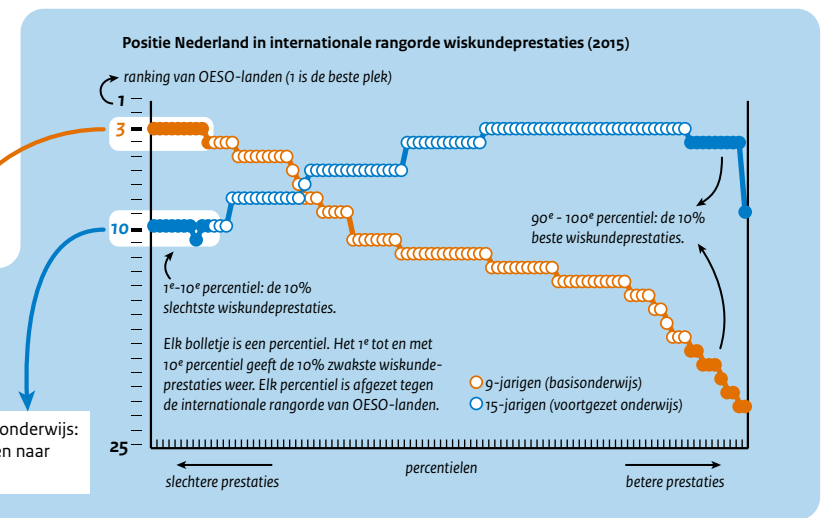 Positie Nederland in internationale rangorde wiskundeprestaties (2015)
ranking van OESO-landen (1 is de beste plek)
1
3
10
25
90e - 100e percentiel: de 10%
beste wiskundeprestaties.
1e-10e percentiel: de 10%
slechtste wiskundeprestaties.
Elk bolletje is een percentiel. Het 1e tot en met
10e percentiel geeft de 10% zwakste wiskunde-
prestaties weer. Elk percentiel is afgezet tegen
de internationale rangorde van OESO-landen.
9-jarigen (basisonderwijs)
15-jarigen (voortgezet onderwijs)
onderwijs:
en naar
percentielen
slechtere prestaties
betere prestaties